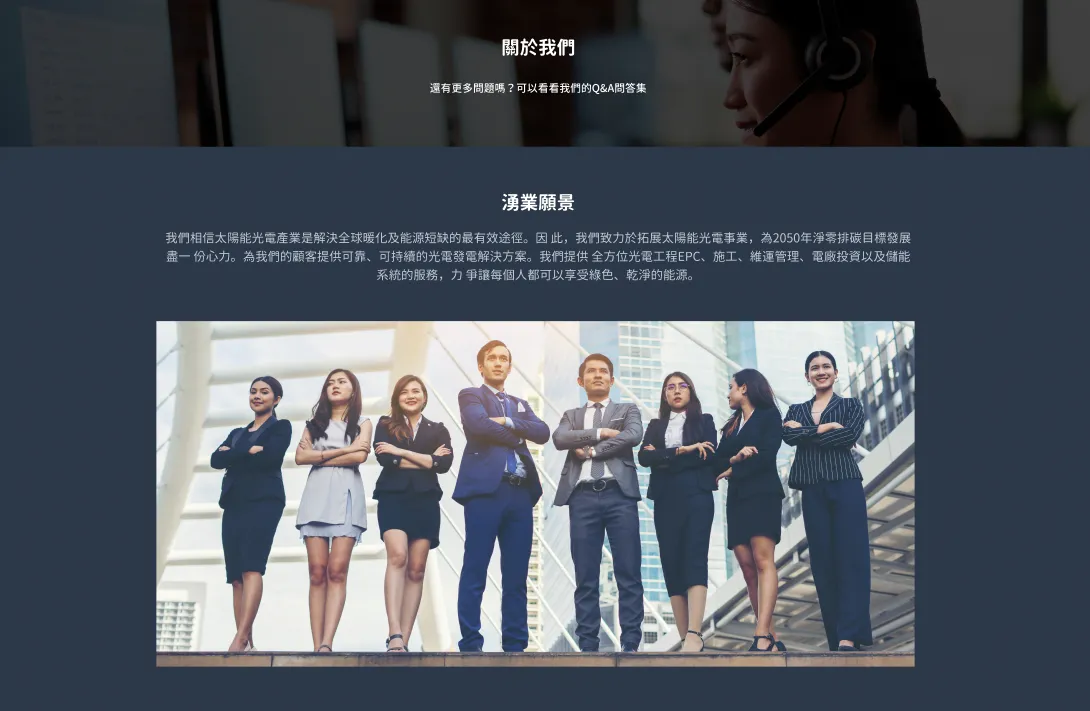 關於我們
還有更多問題嗎？可以看看我們的Q&A問答集
湧業願景
我們相信太陽能光電產業是解決全球暖化及能源短缺的最有效途徑。因 此，我們致力於拓展太陽能光電事業，為2050年淨零排碳目標發展
盡一 份心力。為我們的顧客提供可靠、可持續的光電發電解決方案。我們提供 全方位光電工程EPC、施工、維運管理、電廠投資以及儲能
系統的服務，力 爭讓每個人都可以享受綠色、乾淨的能源。